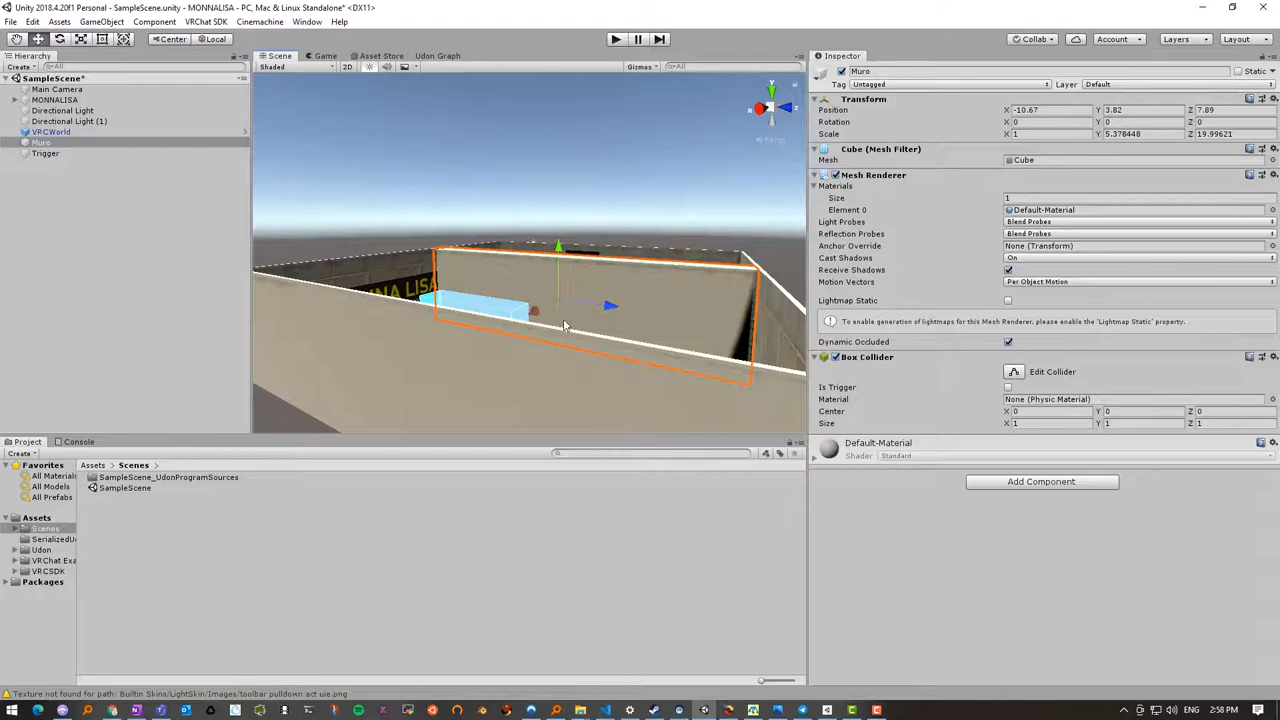 Unity 2018.4.20f1 Personal - SampleScene.unity - MONNALISA - PC, Mac & Linux Standalone* <DX11>
File Edit Assets GameObject Component VRChat SDK Cinemachine Window Help
Center Local Collab Account Layers Layout
Hierarchy Scene Game Asset Store Udon Graph Inspector
Create All Shaded 2D Gizmos All Muro Static
SampleScene* Tag Untagged Layer Default
Main Camera
MONNALISA
Directional Light
Directional Light (1)
VRCWorld
Muro
Trigger
y
x
z
Persp
LISA
Transform
Position X -10.67 Y 3.82 Z 7.89
Rotation X 0 Y 0 Z 0
Scale X 1 Y 5.378448 Z 19.99621
Cube (Mesh Filter)
Mesh Cube
Mesh Renderer
Materials
Size 1
Element 0 Default-Material
Light Probes Blend Probes
Reflection Probes Blend Probes
Anchor Override None (Transform)
Cast Shadows On
Receive Shadows
Motion Vectors Per Object Motion
Lightmap Static
To enable generation of lightmaps for this Mesh Renderer, please enable the 'Lightmap Static' property.
Dynamic Occluded
Box Collider
Edit Collider
Is Trigger
Material None (Physic Material)
Center X 0 Y 0 Z 0
Size X 1 Y 1 Z 1
Default-Material
Shader Standard
Add Component
Project Console
Create
Favorites
All Materials
All Models
All Prefabs
Assets
Scenes
SerializedU
Udon
VRChat Exa
VRCSDK
Packages
Assets Scenes
SampleScene_UdonProgramSources
SampleScene
Texture not found for path: Builtin Skins/LightSkin/Images/toolbar pulldown act uie.png
ENG 2:58 PM